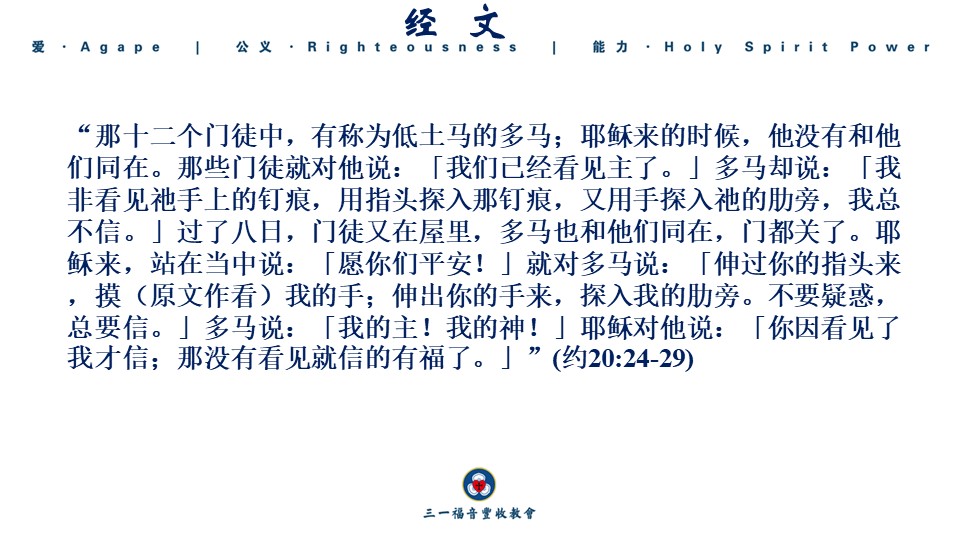 经 文
爱 · Agape | 公义 · Righteousness | 能力 · Holy Spirit Power
“那十二个门徒中，有称为低土马的多马；耶稣来的时候，他没有和他
们同在。那些门徒就对他说：「我们已经看见主了。」多马却说：「我
非看见祂手上的钉痕，用指头探入那钉痕，又用手探入祂的肋旁，我总
不信。」过了八日，门徒又在屋里，多马也和他们同在，门都关了。耶
稣来，站在当中说：「愿你们平安！」就对多马说：「伸过你的指头来
，摸（原文作看）我的手；伸出你的手来，探入我的肋旁。不要疑惑，
总要信。」多马说：「我的主！我的神！」耶稣对他说：「你因看见了
我才信；那没有看见就信的有福了。」”(约20:24-29)
三一福音豐收教會